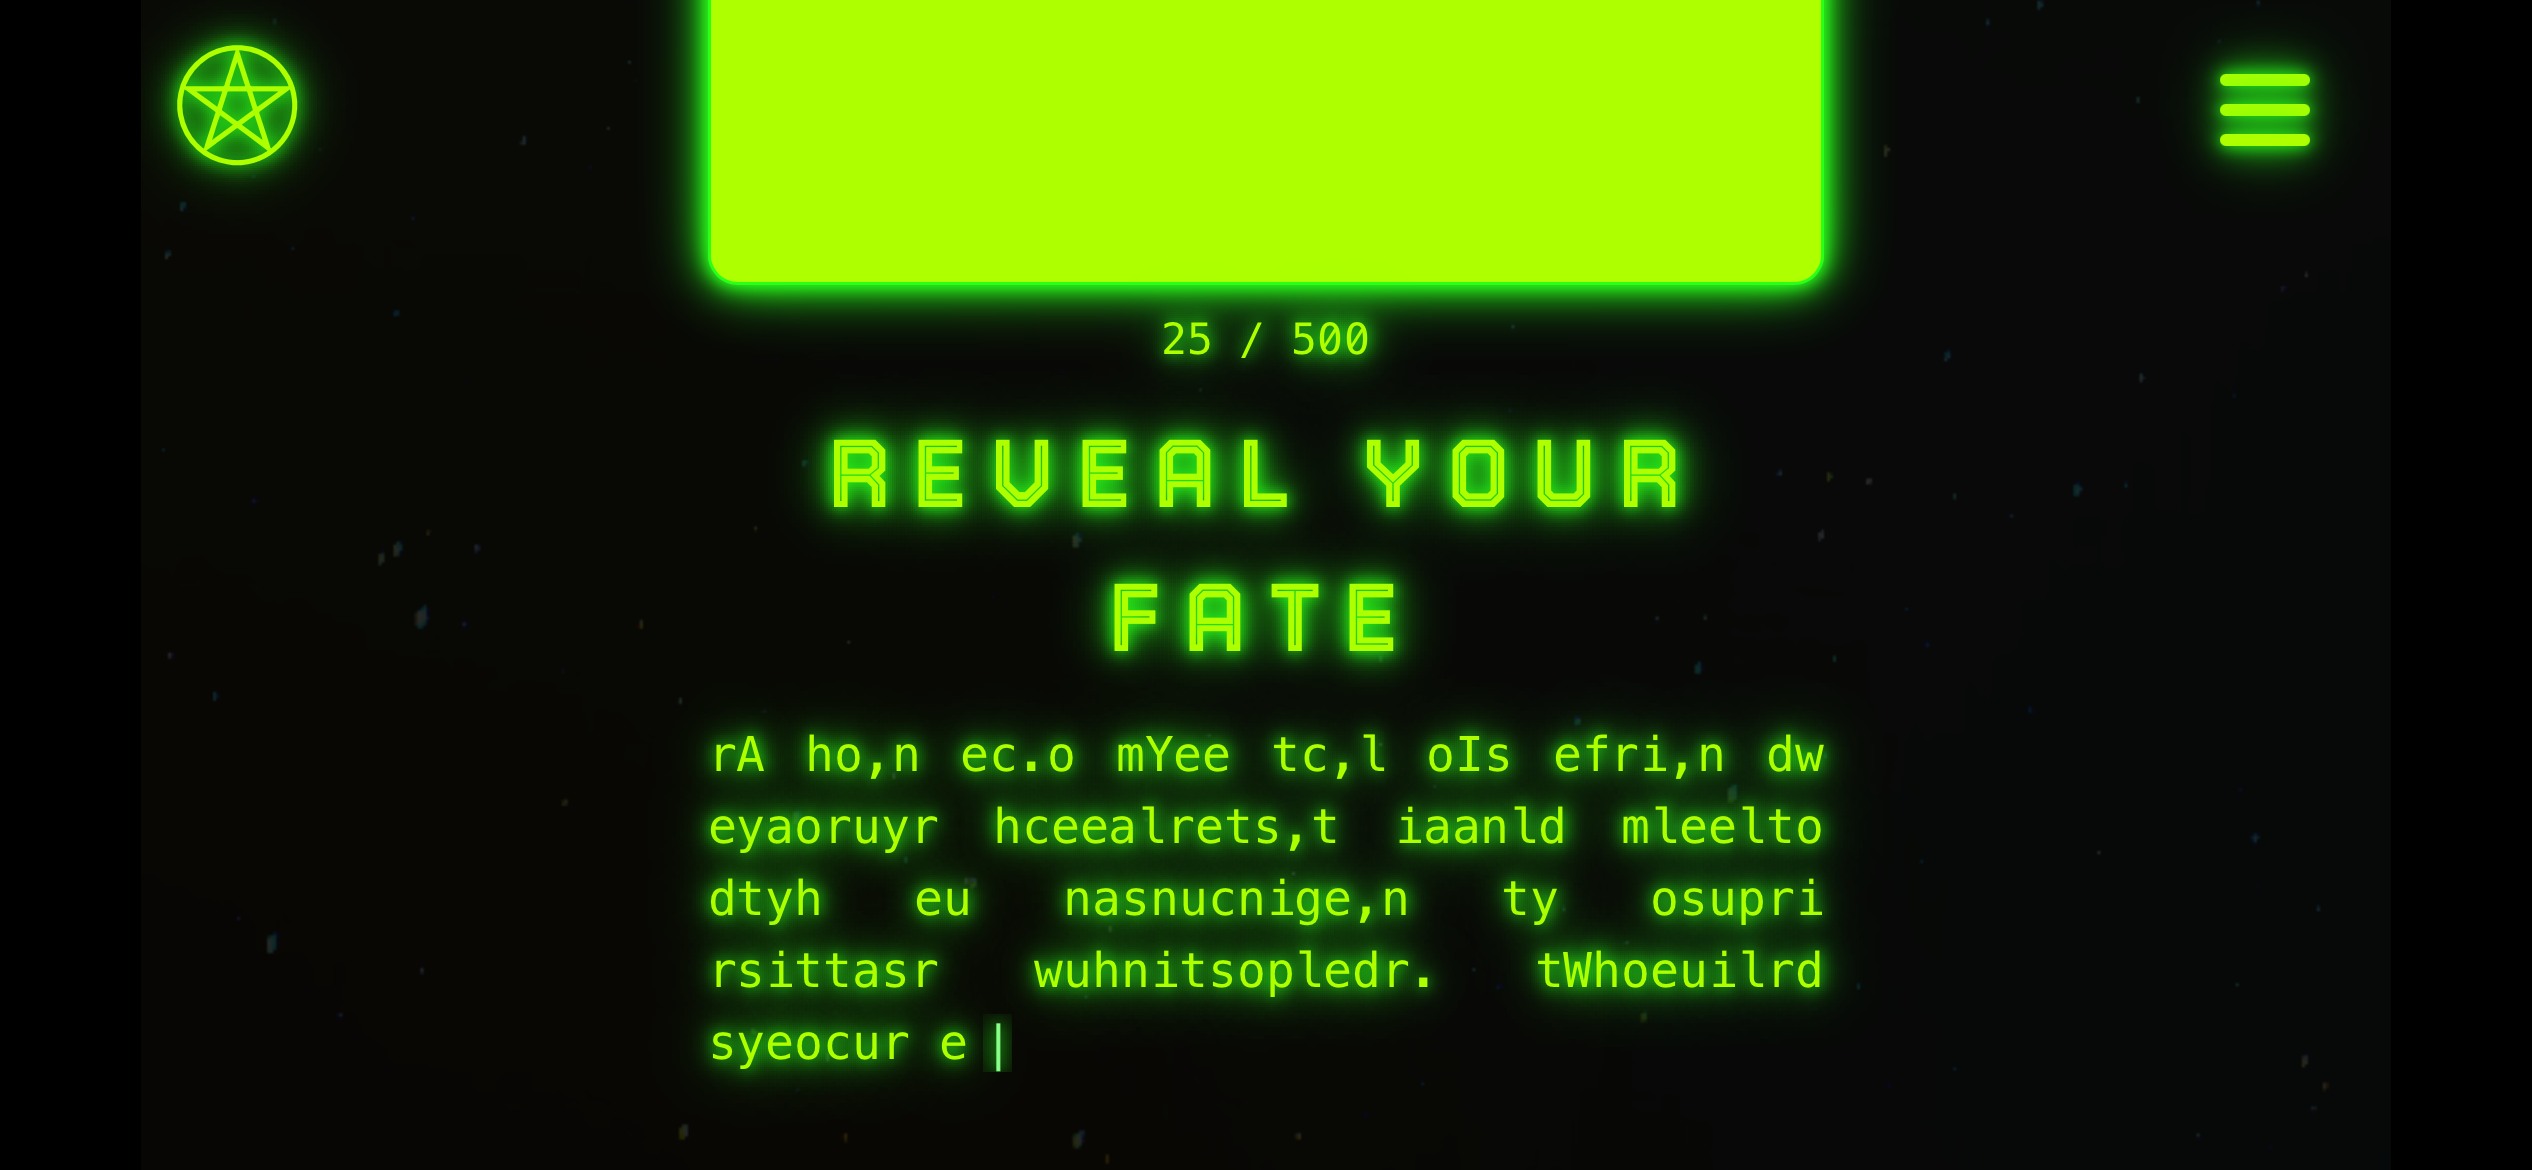 25 / 500
REVEAL YOUR
FATE
rA ho,n ec.o mYee tc,l oIs efri,n dw
eyaoruyr hceealrets,t iaanld mleelto
dtyh eu nasnucnige,n ty osupri
rsittasr wuhnitsopledr. tWhoeuilrd
syeocur e|